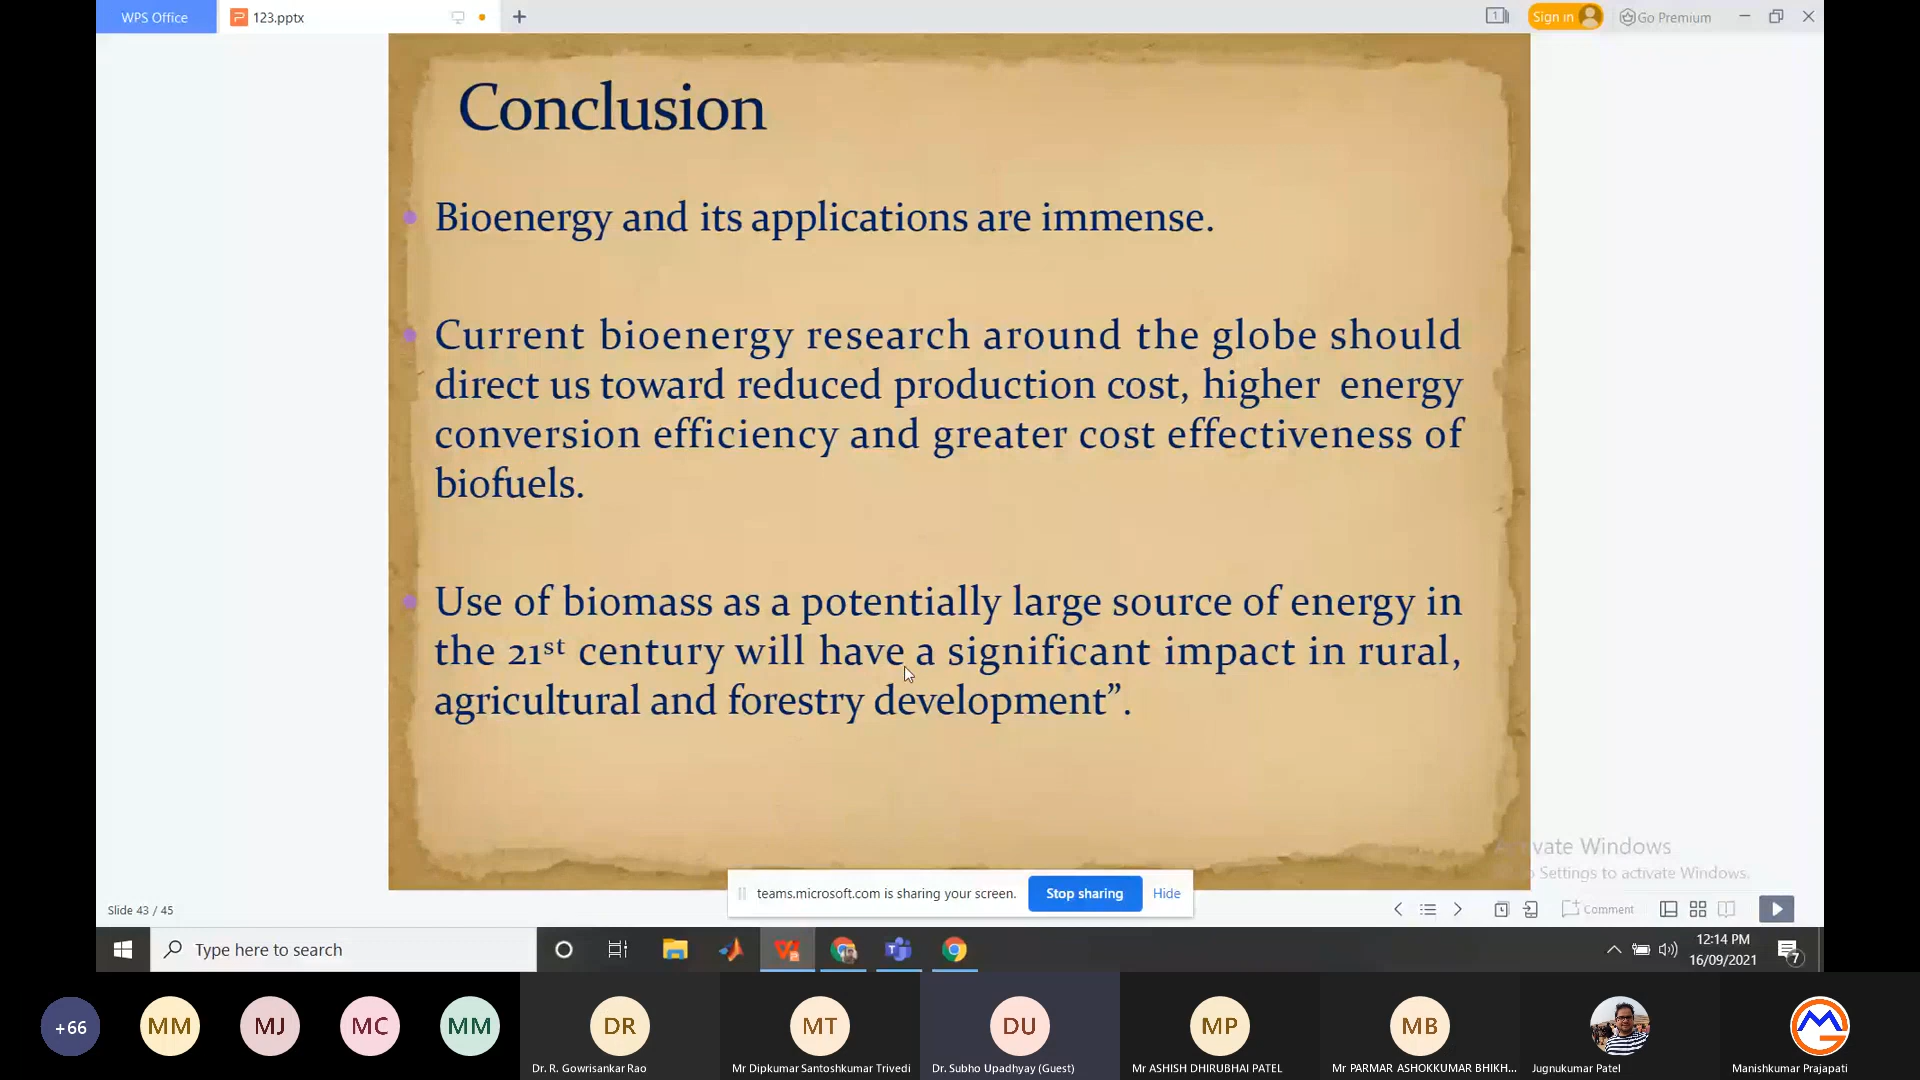 WPS Office
123.pptx
1
Sign in
Go Premium
Conclusion
Bioenergy and its applications are immense.
Current bioenergy research around the globe should
direct us toward reduced production cost, higher energy
conversion efficiency and greater cost effectiveness of
biofuels.
Use of biomass as a potentially large source of energy in
the 21st century will have a significant impact in rural,
agricultural and forestry development”.
vate Windows
Settings to activate Windows.
teams.microsoft.com is sharing your screen.
Stop sharing
Hide
Slide 43 / 45
Comment
Type here to search
12:14 PM
16/09/2021
7
+66
MM
MJ
MC
MM
DR
MT
DU
MP
MB
Dr. R. Gowrisankar Rao
Mr Dipkumar Santoshkumar Trivedi
Dr. Subho Upadhyay (Guest)
Mr ASHISH DHIRUBHAI PATEL
Mr PARMAR ASHOKKUMAR BHIKH...
Jugnukumar Patel
Manishkumar Prajapati